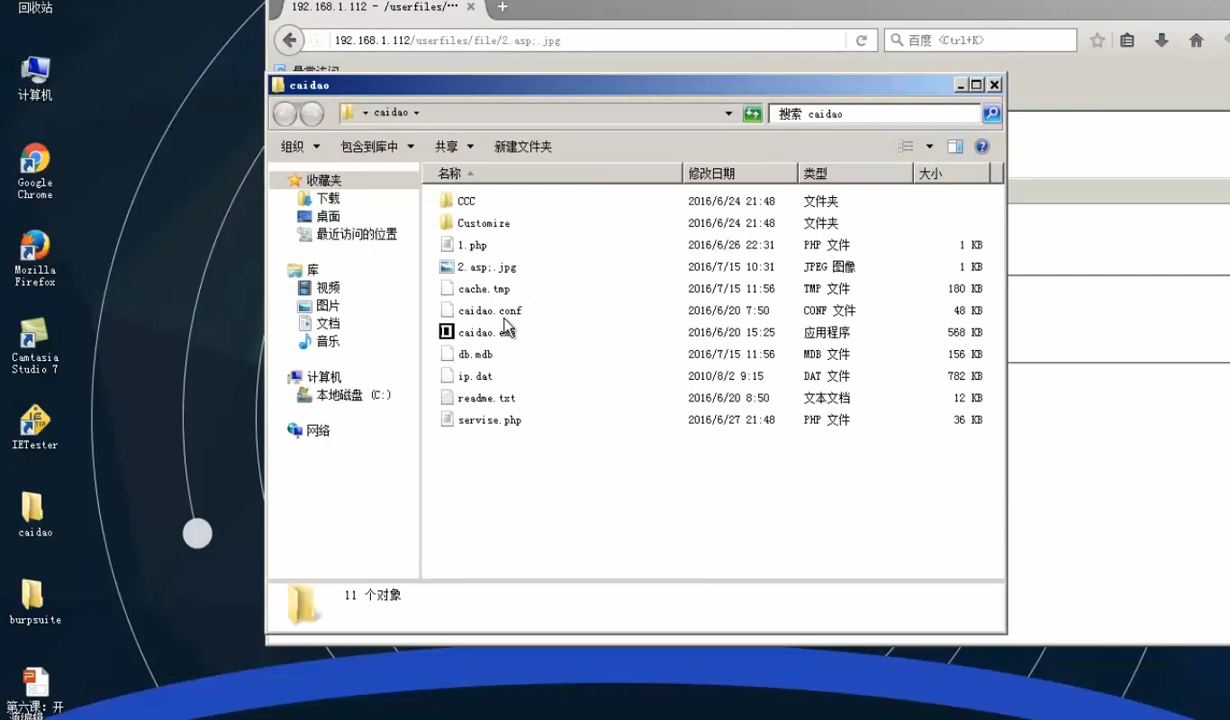 回收站
192.168.1.112 - /userfiles/···
192.168.1.112/userfiles/file/2.asp;.jpg
百度 <Ctrl+K>
计算机
caidao
caidao
搜索 caidao
组织
包含到库中
共享
新建文件夹
名称
修改日期
类型
大小
Google
Chrome
收藏夹
下载
桌面
最近访问的位置
库
视频
图片
文档
音乐
计算机
本地磁盘 (C:)
网络
CCC 2016/6/24 21:48 文件夹
Customize 2016/6/24 21:48 文件夹
1.php 2016/6/26 22:31 PHP 文件 1 KB
2.asp;.jpg 2016/7/15 10:31 JPEG 图像 1 KB
cache.tmp 2016/7/15 11:56 TMP 文件 180 KB
caidao.conf 2016/6/20 7:50 CONF 文件 48 KB
2016/6/20 15:25 应用程序 568 KB
db.mdb 2016/7/15 11:56 MDB 文件 156 KB
ip.dat 2010/8/2 9:15 DAT 文件 782 KB
readme.txt 2016/6/20 8:50 文本文档 12 KB
servise.php 2016/6/27 21:48 PHP 文件 36 KB
Mozilla
Firefox
Camtasia
Studio 7
IETester
caidao
burpsuite
11 个对象
第六课：开